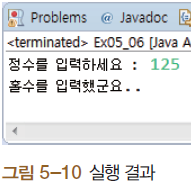 Problems @ Javadoc
<terminated> Ex05_06 [Java A
정수를 입력하세요 : 125
홀수를 입력했군요..
그림 5-10 실행 결과